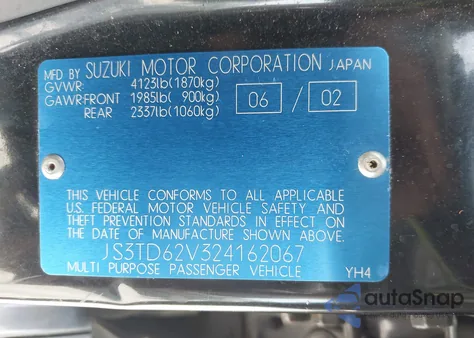 MFD BY SUZUKI MOTOR CORPORATION JAPAN
GVWR 4123lb(1870kg)
GAWR FRONT 1985lb( 900kg) 06 / 02
REAR 2337lb(1060kg)
THIS VEHICLE CONFORMS TO ALL APPLICABLE
U.S. FEDERAL MOTOR VEHICLE SAFETY AND
THEFT PREVENTION STANDARDS IN EFFECT ON
THE DATE OF MANUFACTURE SHOWN ABOVE.
JS3TD62V324162067
MULTI PURPOSE PASSENGER VEHICLE YH4
autoSnap